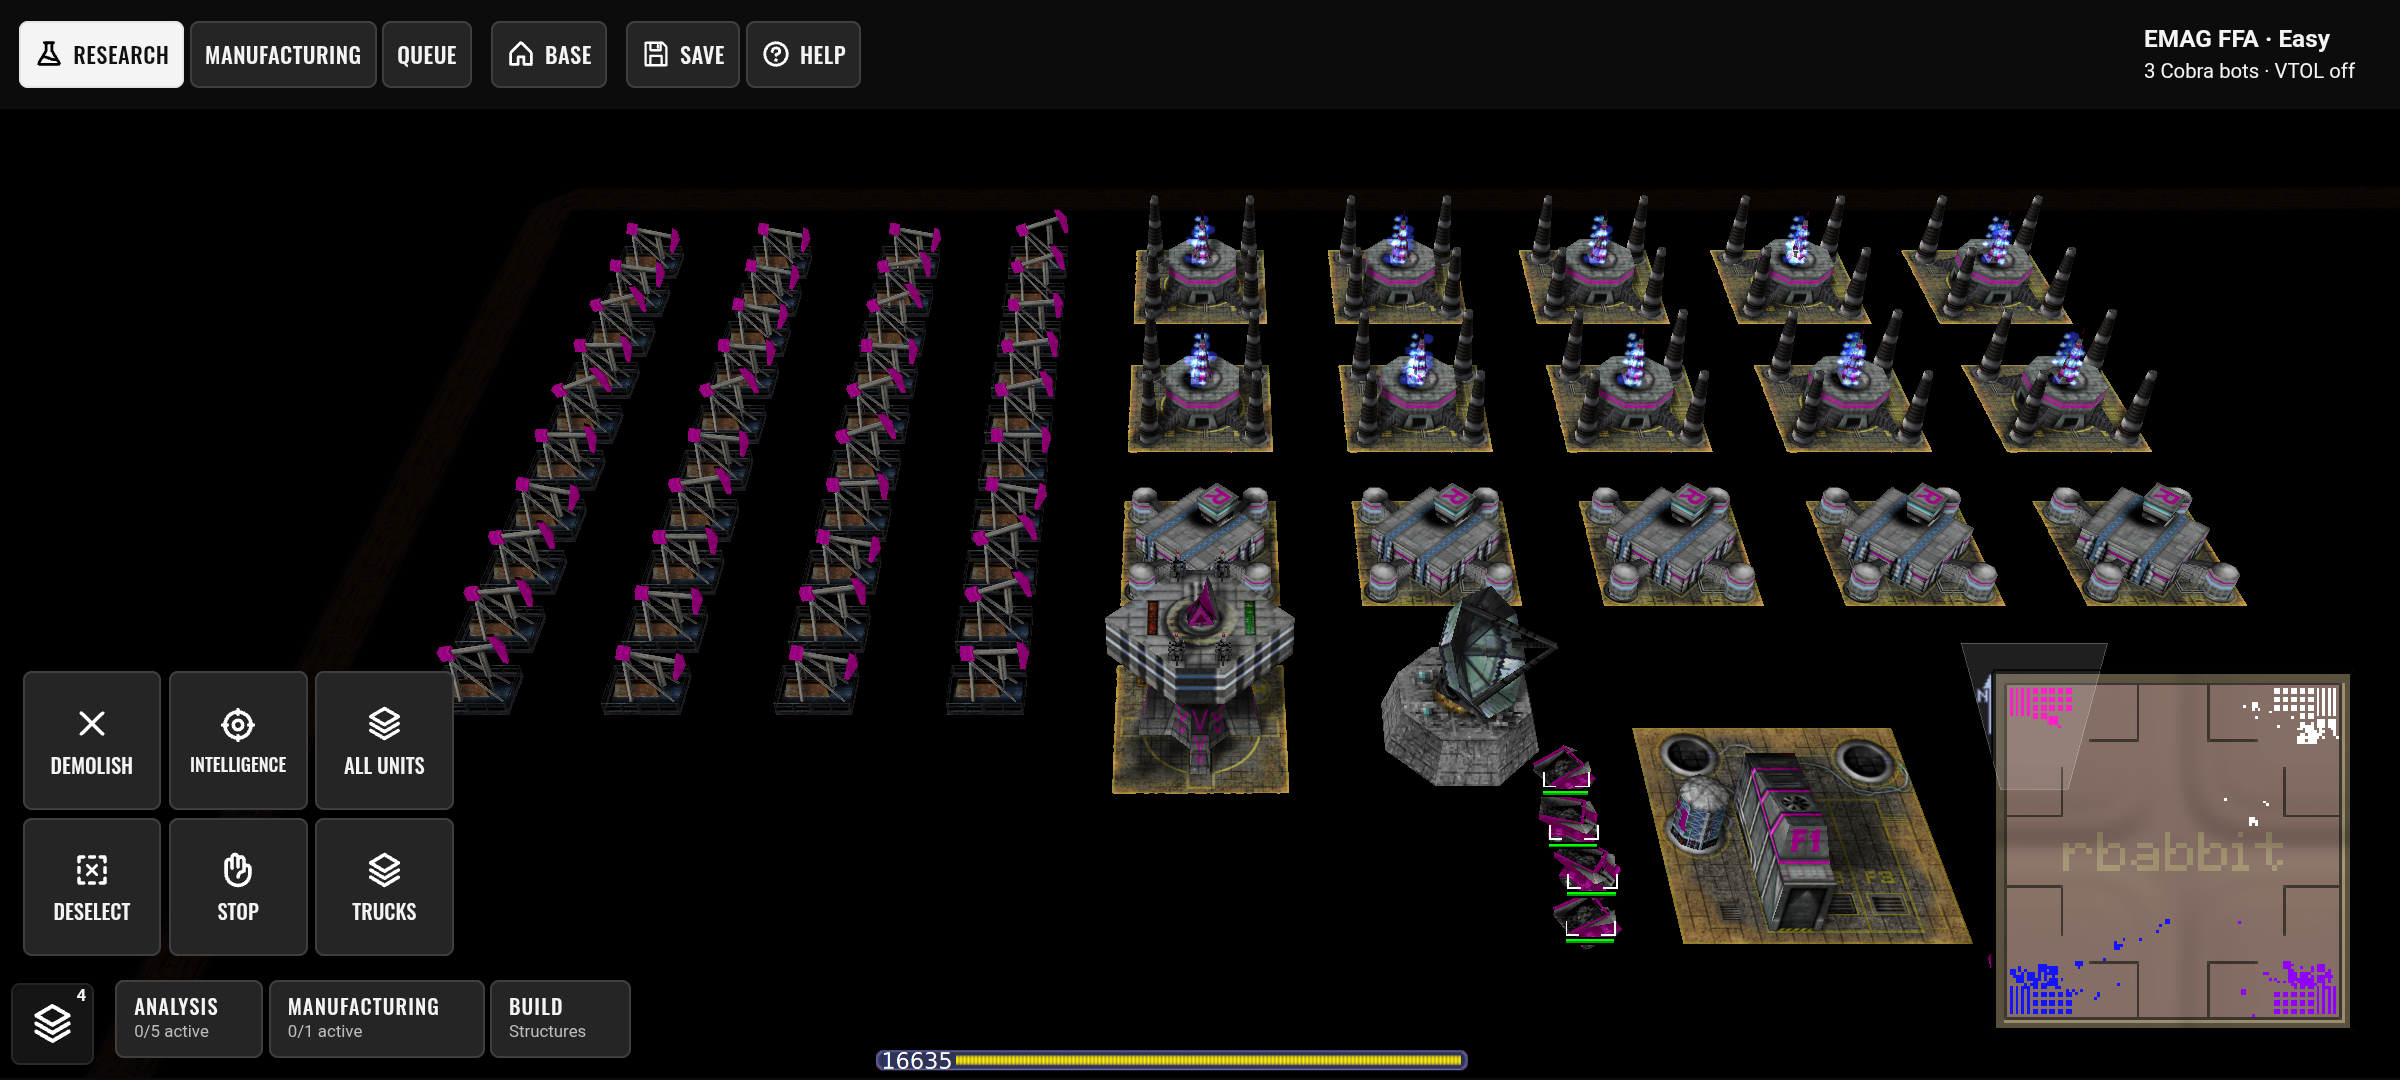 RESEARCH
MANUFACTURING
QUEUE
BASE
SAVE
HELP
EMAG FFA · Easy
3 Cobra bots · VTOL off
R
R
R
R
R
N
F1
F3
rbabbit
DEMOLISH
INTELLIGENCE
ALL UNITS
DESELECT
STOP
TRUCKS
4
ANALYSIS
0/5 active
MANUFACTURING
0/1 active
BUILD
Structures
16635